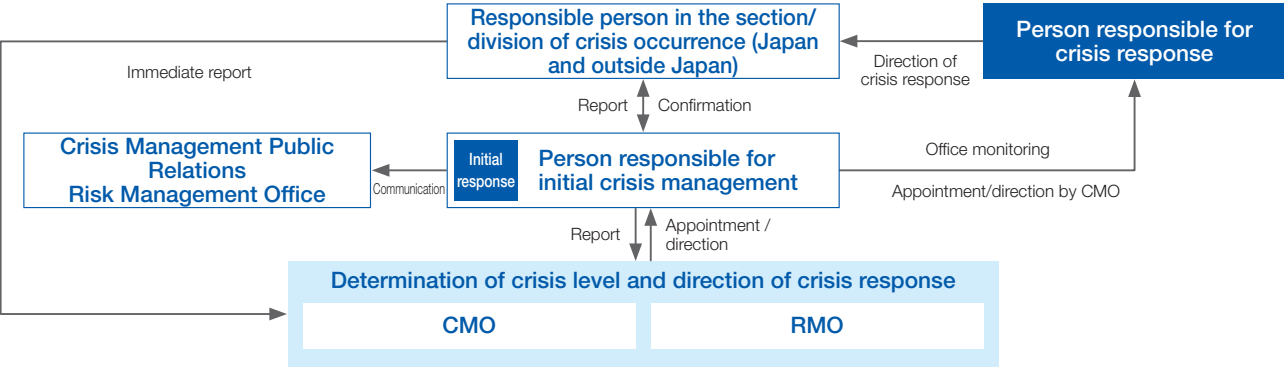 Responsible person in the section/
division of crisis occurrence (Japan
and outside Japan)
Person responsible for
crisis response
Immediate report
Direction of
crisis response
Report
Confirmation
Crisis Management Public
Relations
Risk Management Office
Communication
Initial
response
Person responsible for
initial crisis management
Office monitoring
Appointment/direction by CMO
Report
Appointment /
direction
Determination of crisis level and direction of crisis response
CMO
RMO